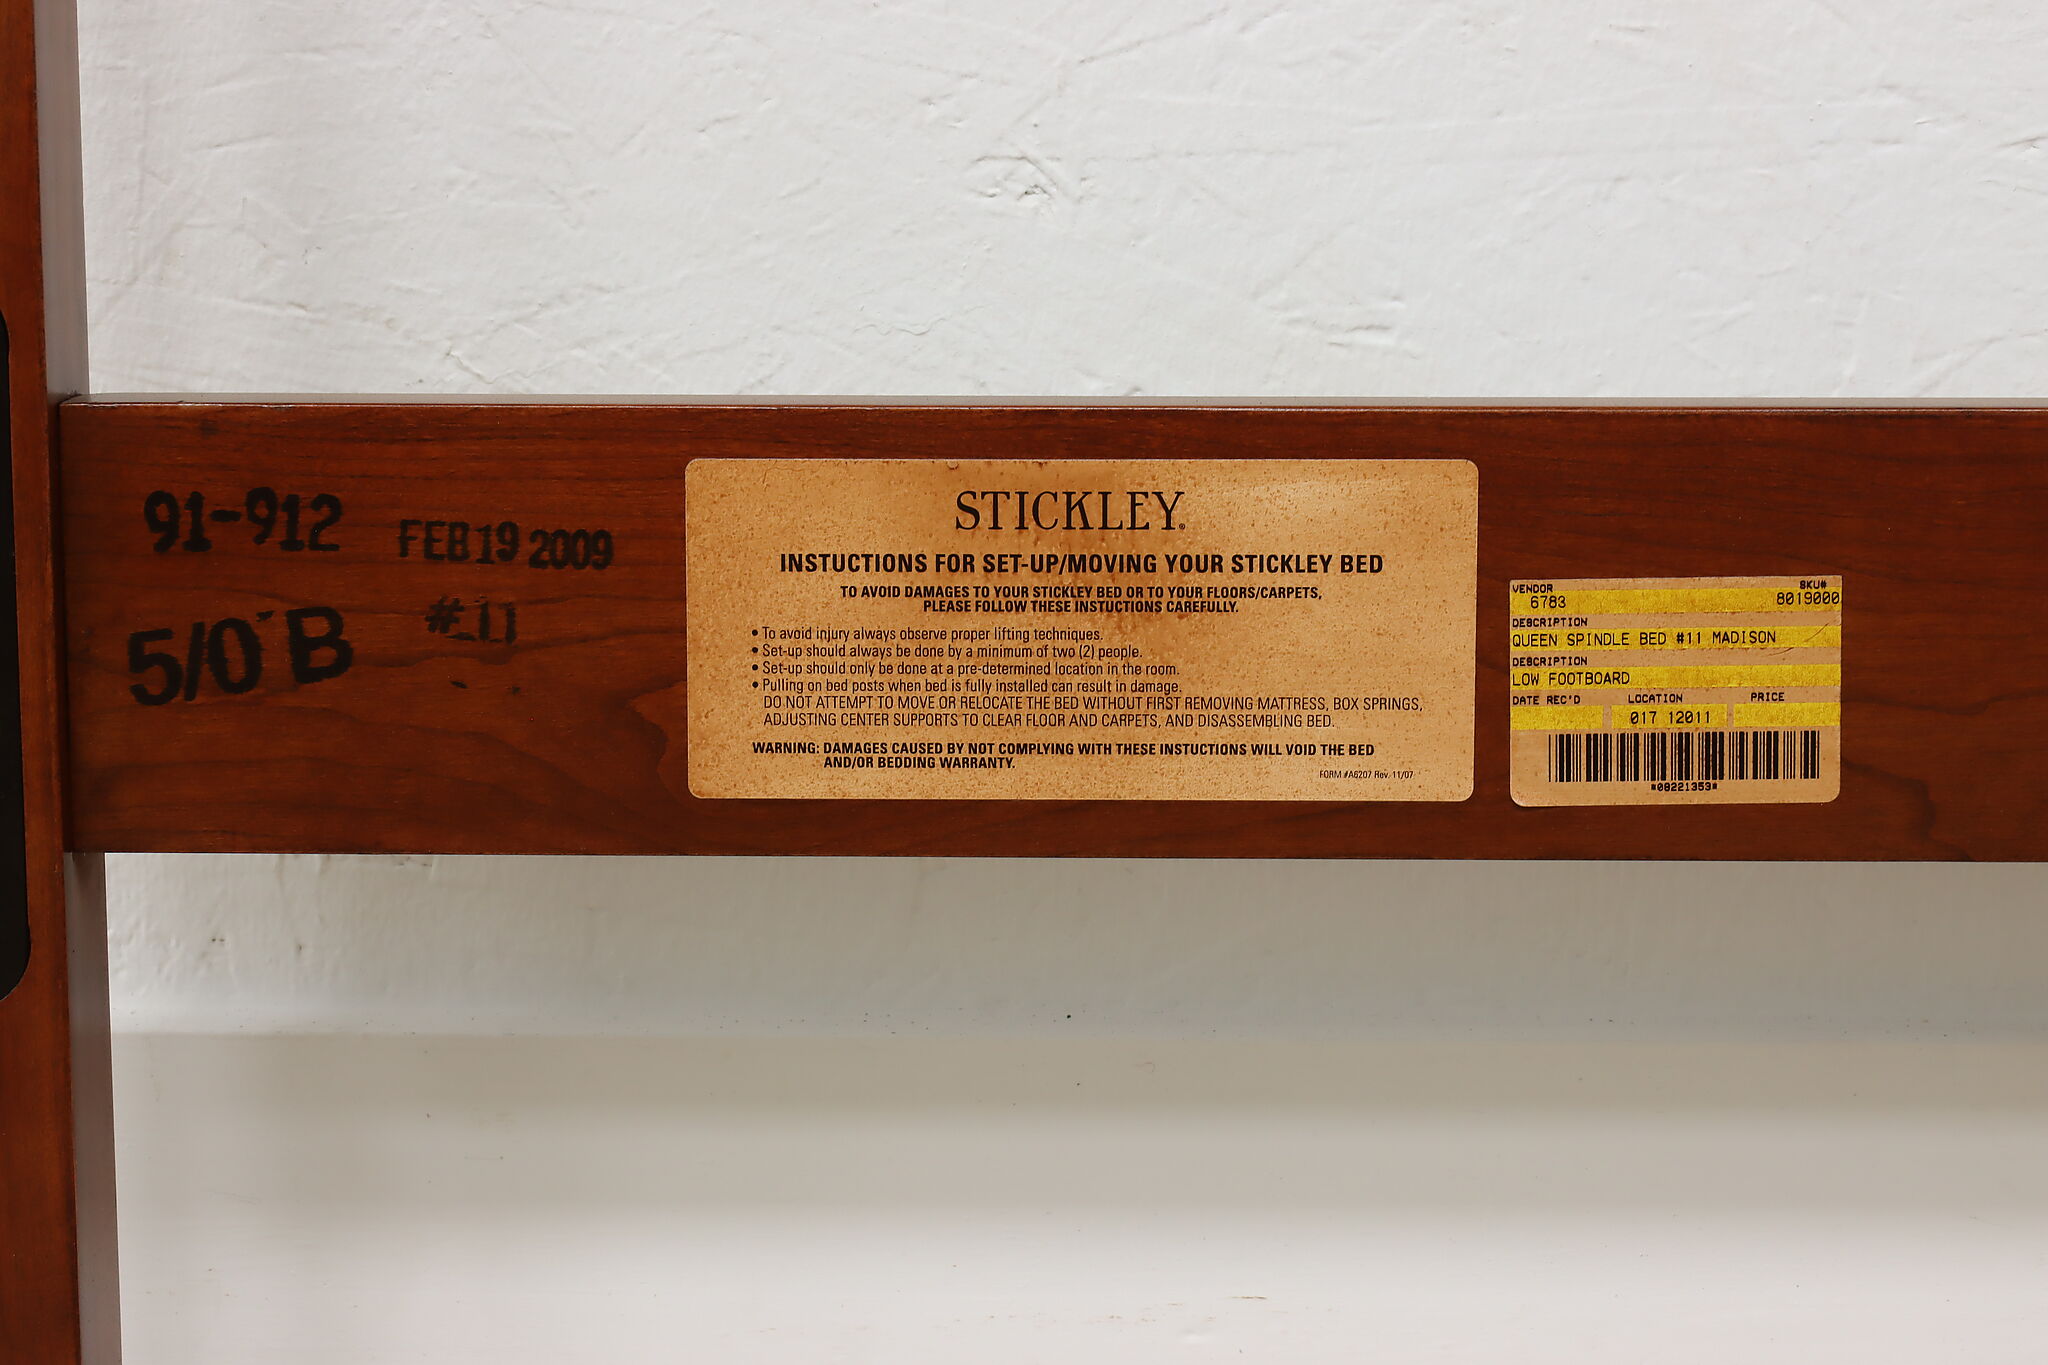 91-912 FEB 19 2009
5/0 B #11
STICKLEY®
INSTUCTIONS FOR SET-UP/MOVING YOUR STICKLEY BED
TO AVOID DAMAGES TO YOUR STICKLEY BED OR TO YOUR FLOORS/CARPETS,
PLEASE FOLLOW THESE INSTUCTIONS CAREFULLY.
• To avoid injury always observe proper lifting techniques.
• Set-up should always be done by a minimum of two (2) people.
• Set-up should only be done at a pre-determined location in the room.
• Pulling on bed posts when bed is fully installed can result in damage.
DO NOT ATTEMPT TO MOVE OR RELOCATE THE BED WITHOUT FIRST REMOVING MATTRESS, BOX SPRINGS,
ADJUSTING CENTER SUPPORTS TO CLEAR FLOOR AND CARPETS, AND DISASSEMBLING BED.
WARNING: DAMAGES CAUSED BY NOT COMPLYING WITH THESE INSTUCTIONS WILL VOID THE BED
AND/OR BEDDING WARRANTY.
FORM #A6207 Rev. 11/07
VENDOR SKU#
6783 8019000
DESCRIPTION
QUEEN SPINDLE BED #11 MADISON
DESCRIPTION
LOW FOOTBOARD
DATE REC'D LOCATION PRICE
017 12011
*08221353*